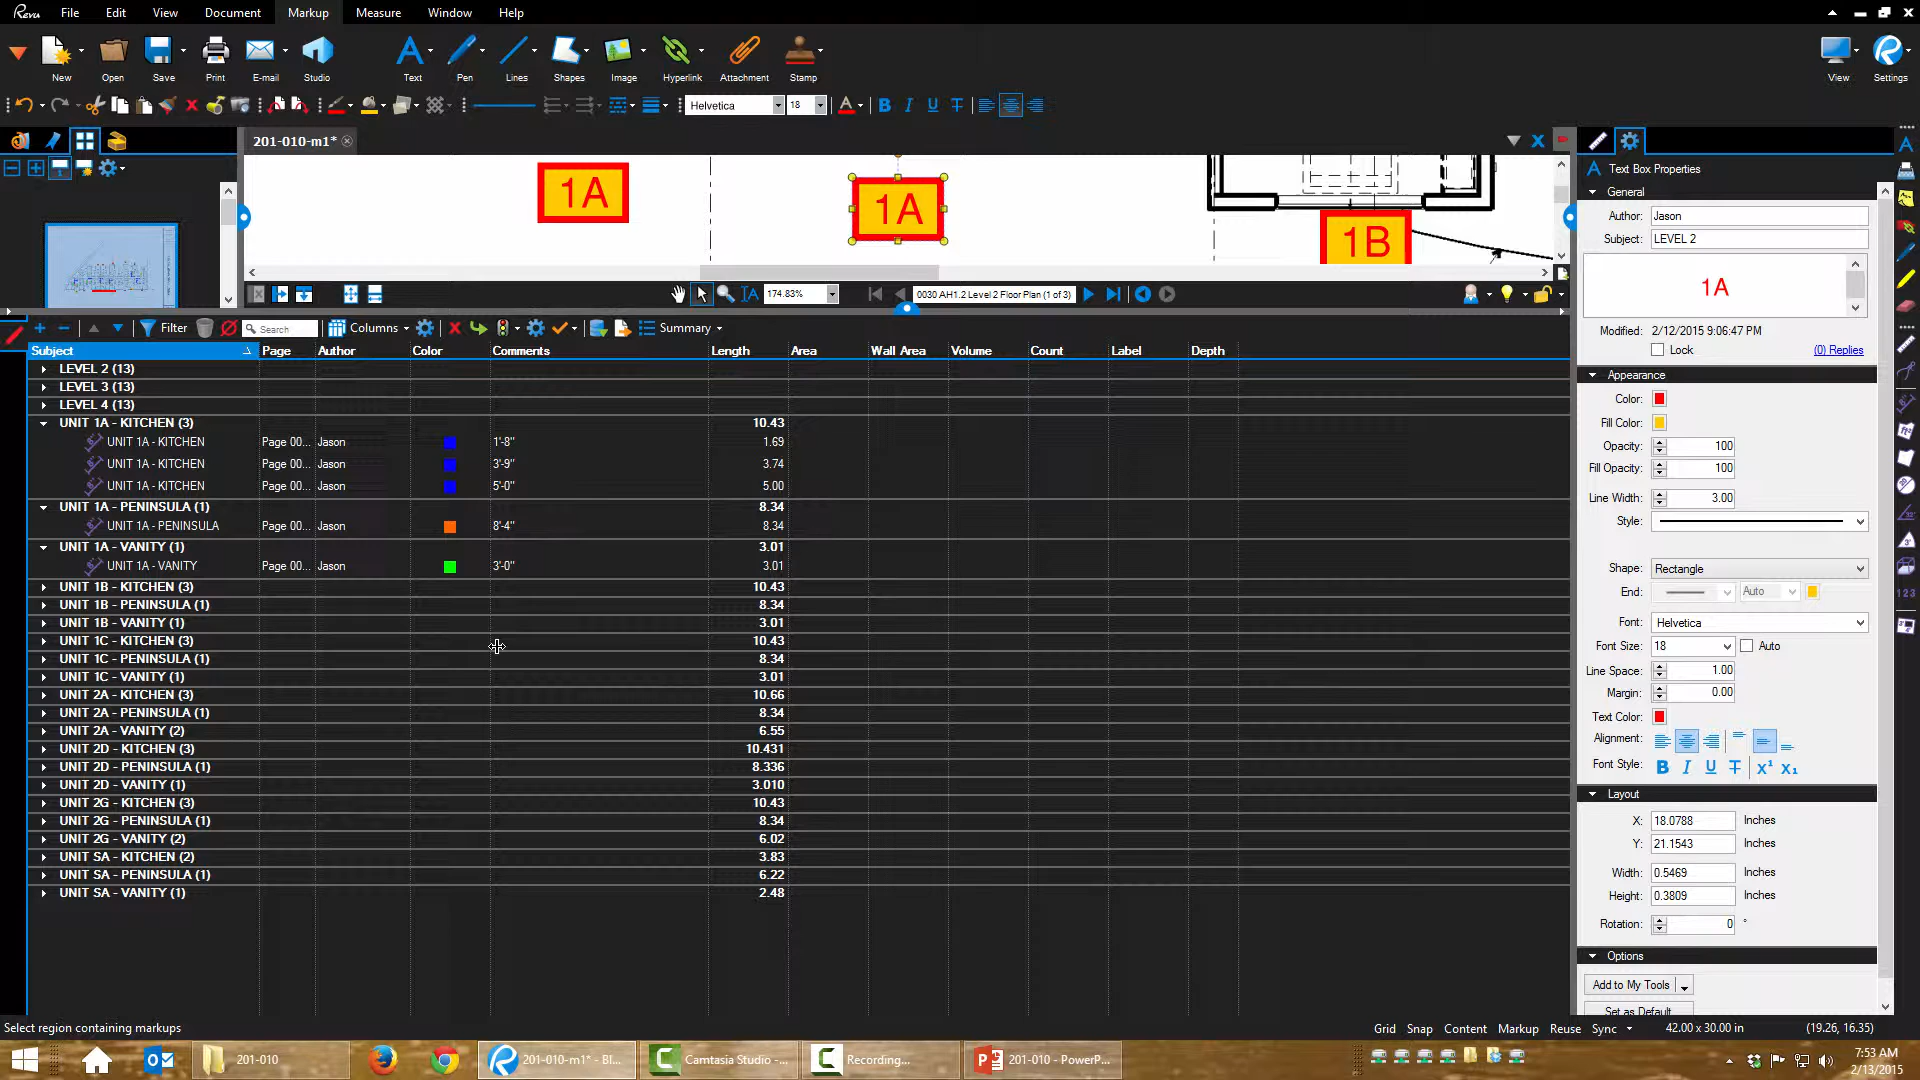 Revu File Edit View Document Markup Measure Window Help
New Open Save Print E-mail Studio Text Pen Lines Shapes Image Hyperlink Attachment Stamp View Settings
Helvetica 18 A B I U T
201-010-m1*
1A
1A
1B
174.83% 0030 AH1.2 Level 2 Floor Plan (1 of 3)
Filter Search Columns Summary
Subject Page Author Color Comments Length Area Wall Area Volume Count Label Depth
LEVEL 2 (13)
LEVEL 3 (13)
LEVEL 4 (13)
UNIT 1A - KITCHEN (3) 10.43
UNIT 1A - KITCHEN Page 00... Jason 1'-8" 1.69
UNIT 1A - KITCHEN Page 00... Jason 3'-9" 3.74
UNIT 1A - KITCHEN Page 00... Jason 5'-0" 5.00
UNIT 1A - PENINSULA (1) 8.34
UNIT 1A - PENINSULA Page 00... Jason 8'-4" 8.34
UNIT 1A - VANITY (1) 3.01
UNIT 1A - VANITY Page 00... Jason 3'-0" 3.01
UNIT 1B - KITCHEN (3) 10.43
UNIT 1B - PENINSULA (1) 8.34
UNIT 1B - VANITY (1) 3.01
UNIT 1C - KITCHEN (3) 10.43
UNIT 1C - PENINSULA (1) 8.34
UNIT 1C - VANITY (1) 3.01
UNIT 2A - KITCHEN (3) 10.66
UNIT 2A - PENINSULA (1) 8.34
UNIT 2A - VANITY (2) 6.55
UNIT 2D - KITCHEN (3) 10.431
UNIT 2D - PENINSULA (1) 8.336
UNIT 2D - VANITY (1) 3.010
UNIT 2G - KITCHEN (3) 10.43
UNIT 2G - PENINSULA (1) 8.34
UNIT 2G - VANITY (2) 6.02
UNIT SA - KITCHEN (2) 3.83
UNIT SA - PENINSULA (1) 6.22
UNIT SA - VANITY (1) 2.48
Text Box Properties
General
Author: Jason
Subject: LEVEL 2
1A
Modified: 2/12/2015 9:06:47 PM
Lock (0) Replies
Appearance
Color:
Fill Color:
Opacity: 100
Fill Opacity: 100
Line Width: 3.00
Style:
Shape: Rectangle
End: Auto
Font: Helvetica
Font Size: 18 Auto
Line Space: 1.00
Margin: 0.00
Text Color:
Alignment:
Font Style: B I U T X¹ X₁
Layout
X: 18.0788 Inches
Y: 21.1543 Inches
Width: 0.5469 Inches
Height: 0.3809 Inches
Rotation: 0 °
Options
Add to My Tools
Set as Default
Select region containing markups Grid Snap Content Markup Reuse Sync 42.00 x 30.00 in (19.26, 16.35)
201-010 201-010-m1* - Bl... Camtasia Studio -... Recording... 201-010 - PowerP...
7:53 AM
2/13/2015